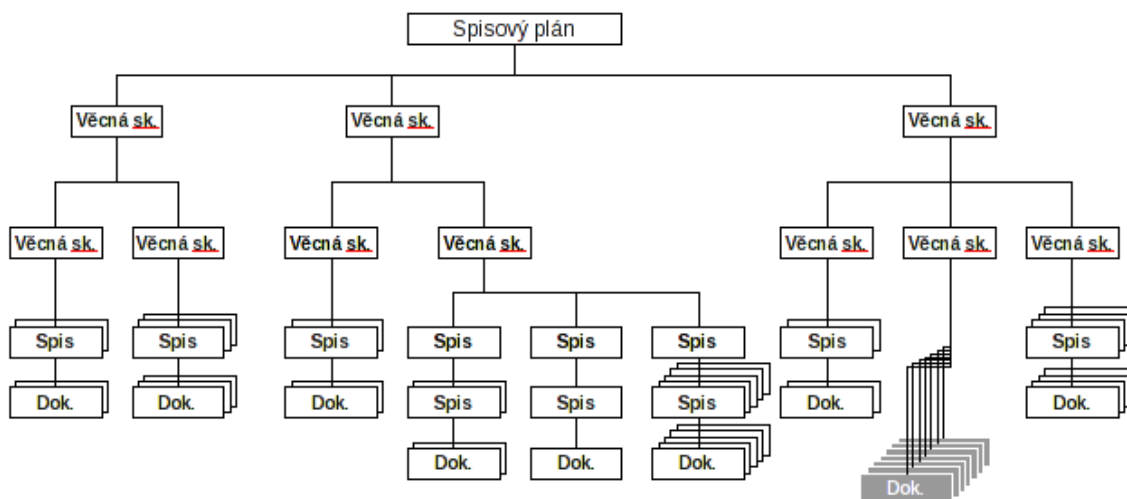 Spisový plán
Věcná sk. Věcná sk. Věcná sk.
Věcná sk. Věcná sk. Věcná sk. Věcná sk. Věcná sk. Věcná sk. Věcná sk.
Spis Spis Spis Spis Spis Spis Spis Spis
Dok. Dok. Dok. Spis Spis Spis Dok. Dok.
Dok. Dok. Dok. Dok.